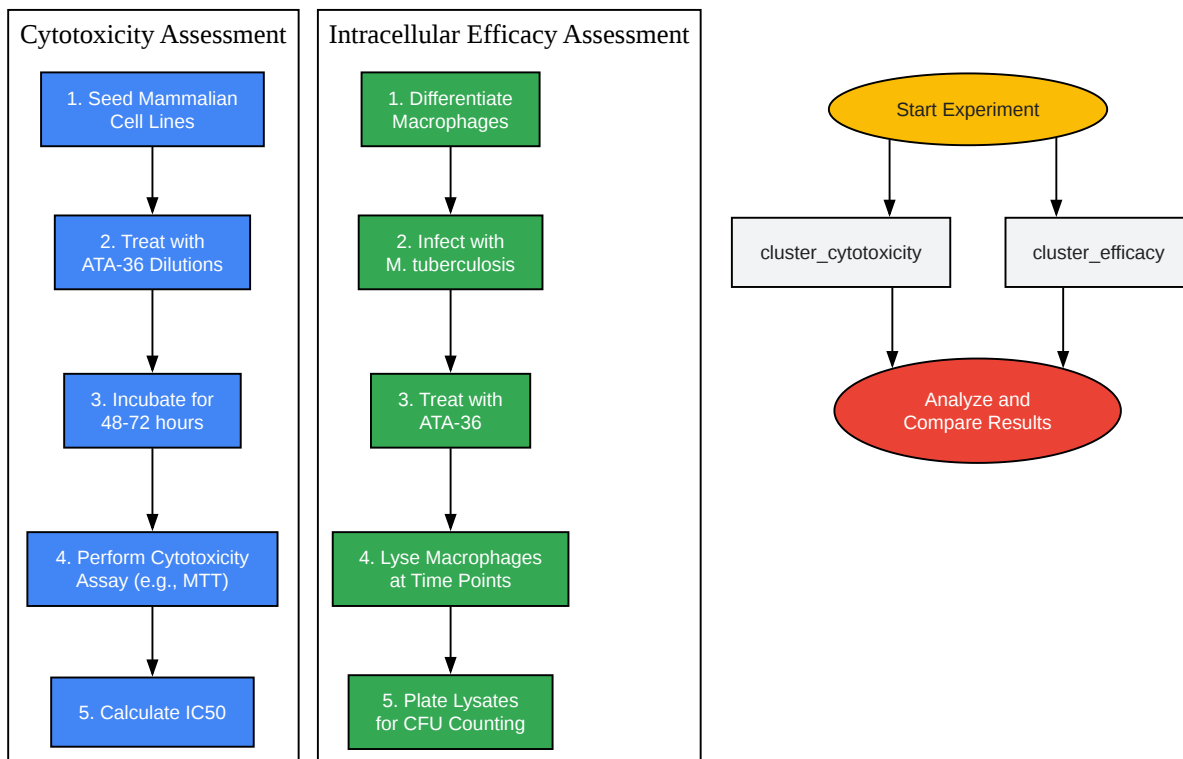 Cytotoxicity Assessment
1. Seed Mammalian
Cell Lines
2. Treat with
ATA-36 Dilutions
3. Incubate for
48-72 hours
4. Perform Cytotoxicity
Assay (e.g., MTT)
5. Calculate IC50
Intracellular Efficacy Assessment
1. Differentiate
Macrophages
2. Infect with
M. tuberculosis
3. Treat with
ATA-36
4. Lyse Macrophages
at Time Points
5. Plate Lysates
for CFU Counting
Start Experiment
cluster_cytotoxicity
cluster_efficacy
Analyze and
Compare Results